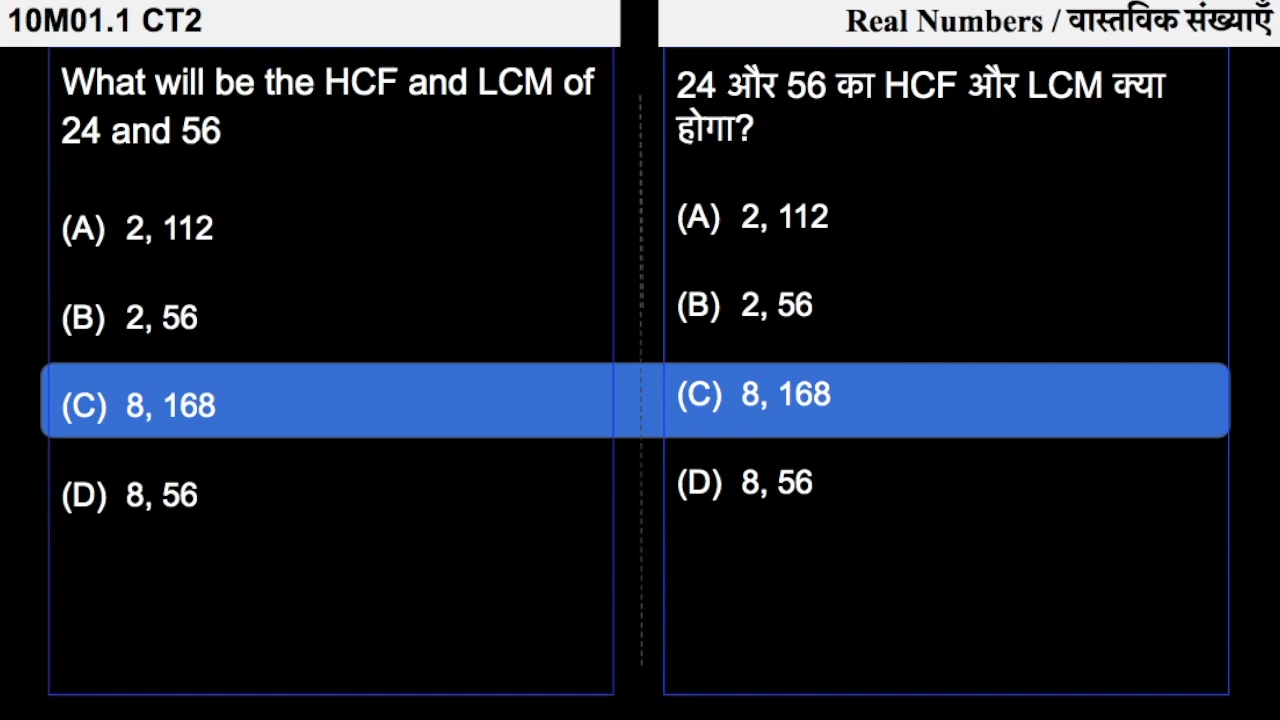 10M01.1 CT2
Real Numbers / वास्तविक संख्याएँ
What will be the HCF and LCM of
24 and 56
(A) 2, 112
(B) 2, 56
(C) 8, 168
(D) 8, 56
24 और 56 का HCF और LCM क्या
होगा?
(A) 2, 112
(B) 2, 56
(C) 8, 168
(D) 8, 56